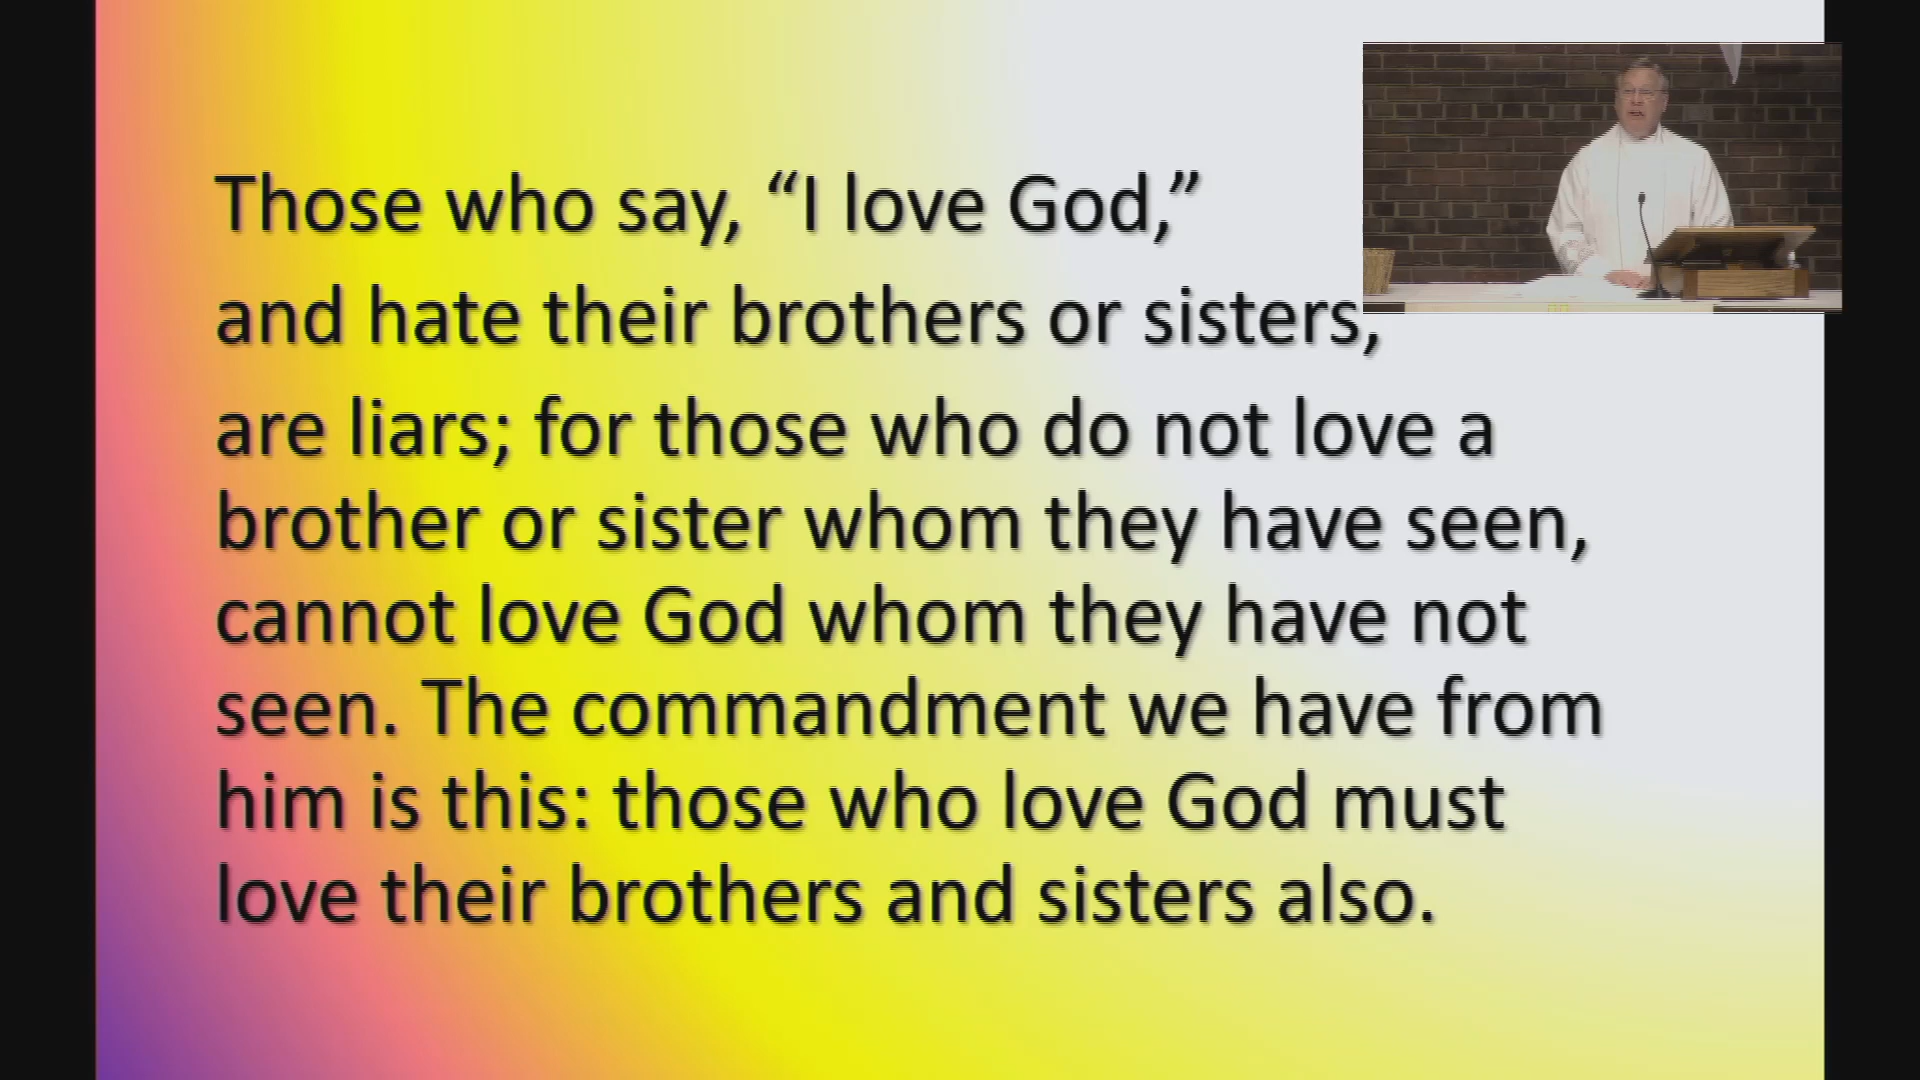 Those who say, “I love God,”
and hate their brothers or sisters,
are liars; for those who do not love a
brother or sister whom they have seen,
cannot love God whom they have not
seen. The commandment we have from
him is this: those who love God must
love their brothers and sisters also.